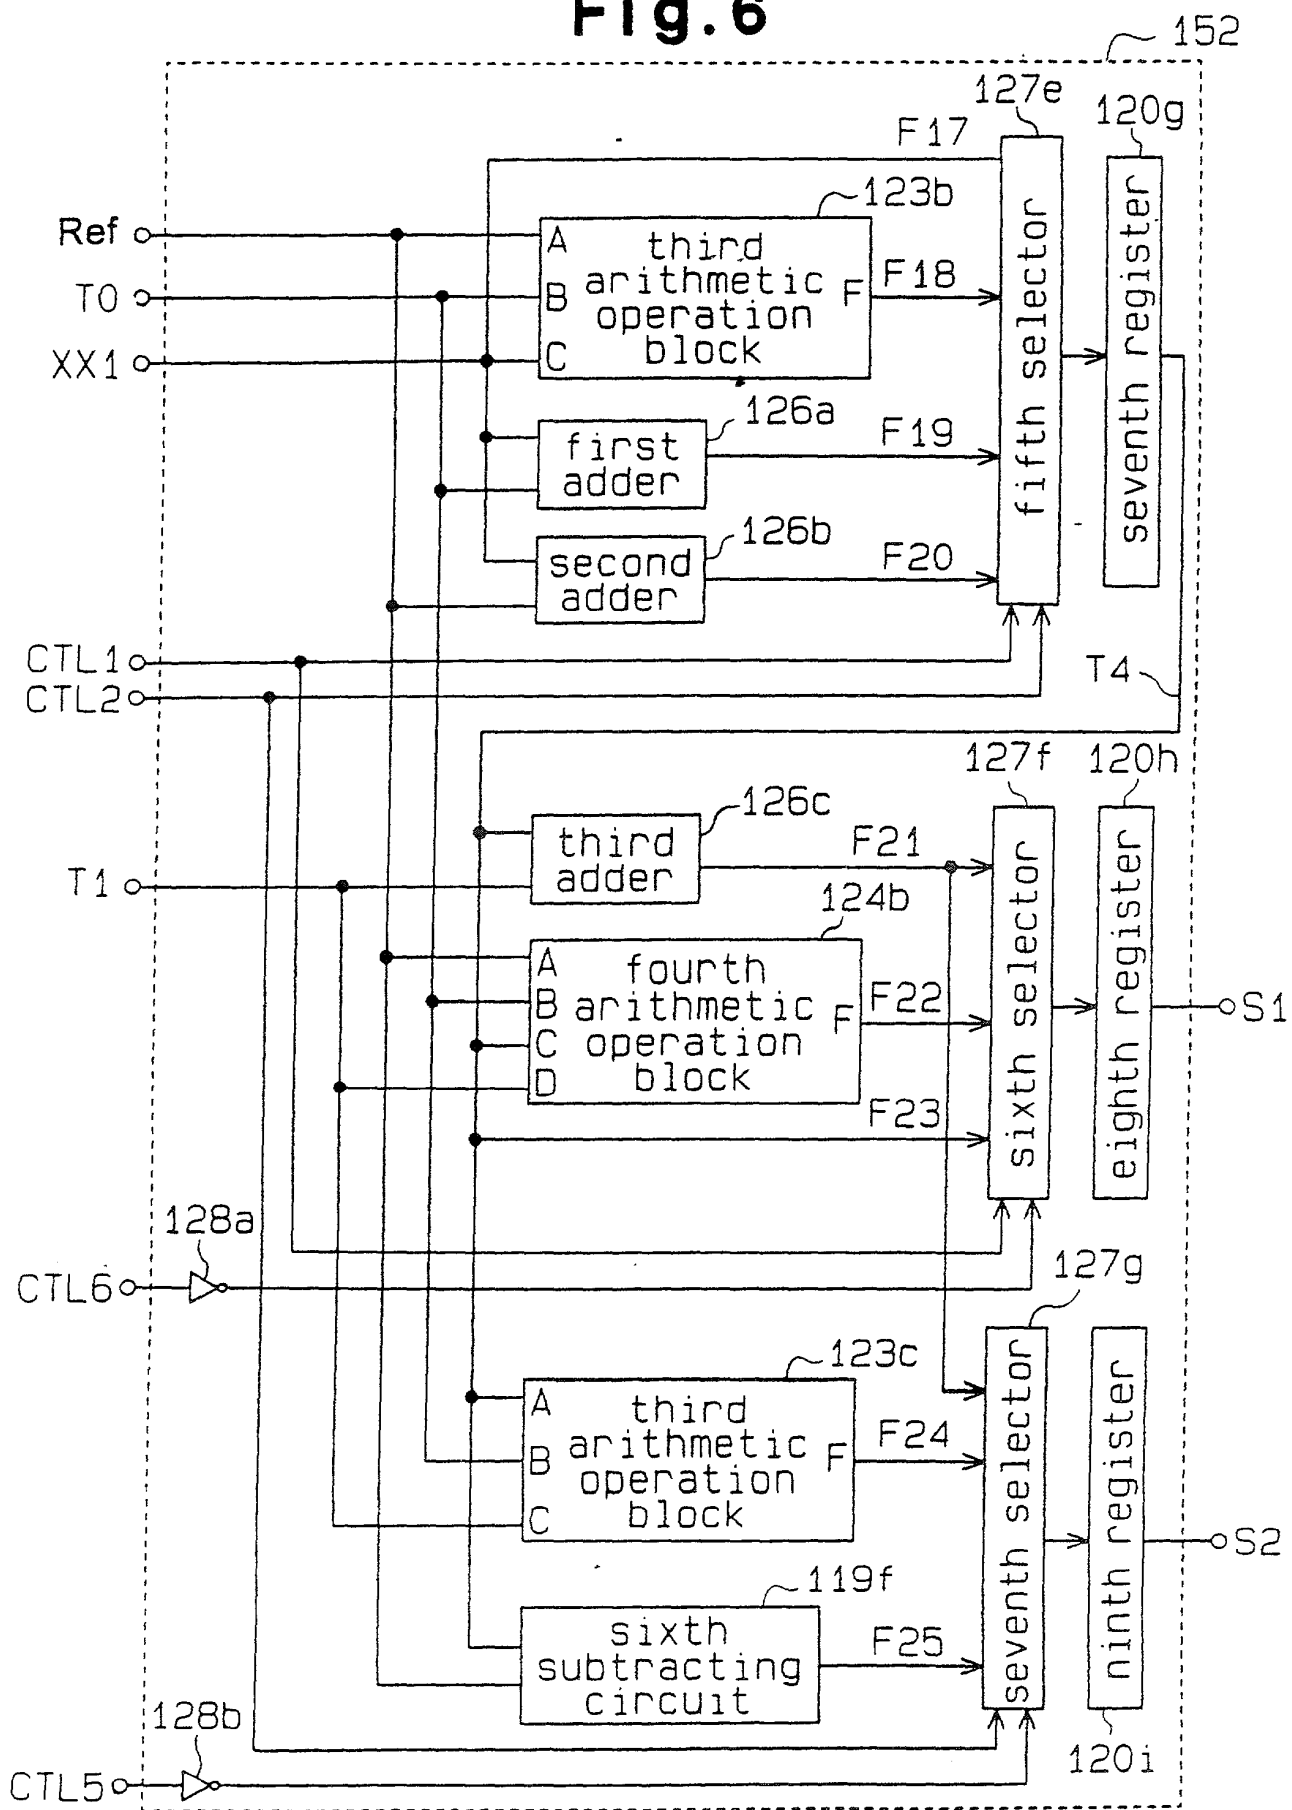 Fig.6
152
127e
120g
F17
123b
Ref
A
third
arithmetic
operation
block
F
F18
T0
B
XX1
C
fifth selector
seventh register
126a
first
adder
F19
126b
second
adder
F20
CTL1
CTL2
T4
127f
120h
126c
third
adder
F21
T1
124b
A
B
C
D
fourth
arithmetic
operation
block
F
F22
F23
sixth selector
eighth register
S1
128a
CTL6
127g
123c
A
B
C
third
arithmetic
operation
block
F
F24
seventh selector
ninth register
S2
119f
sixth
subtracting
circuit
F25
128b
120i
CTL5